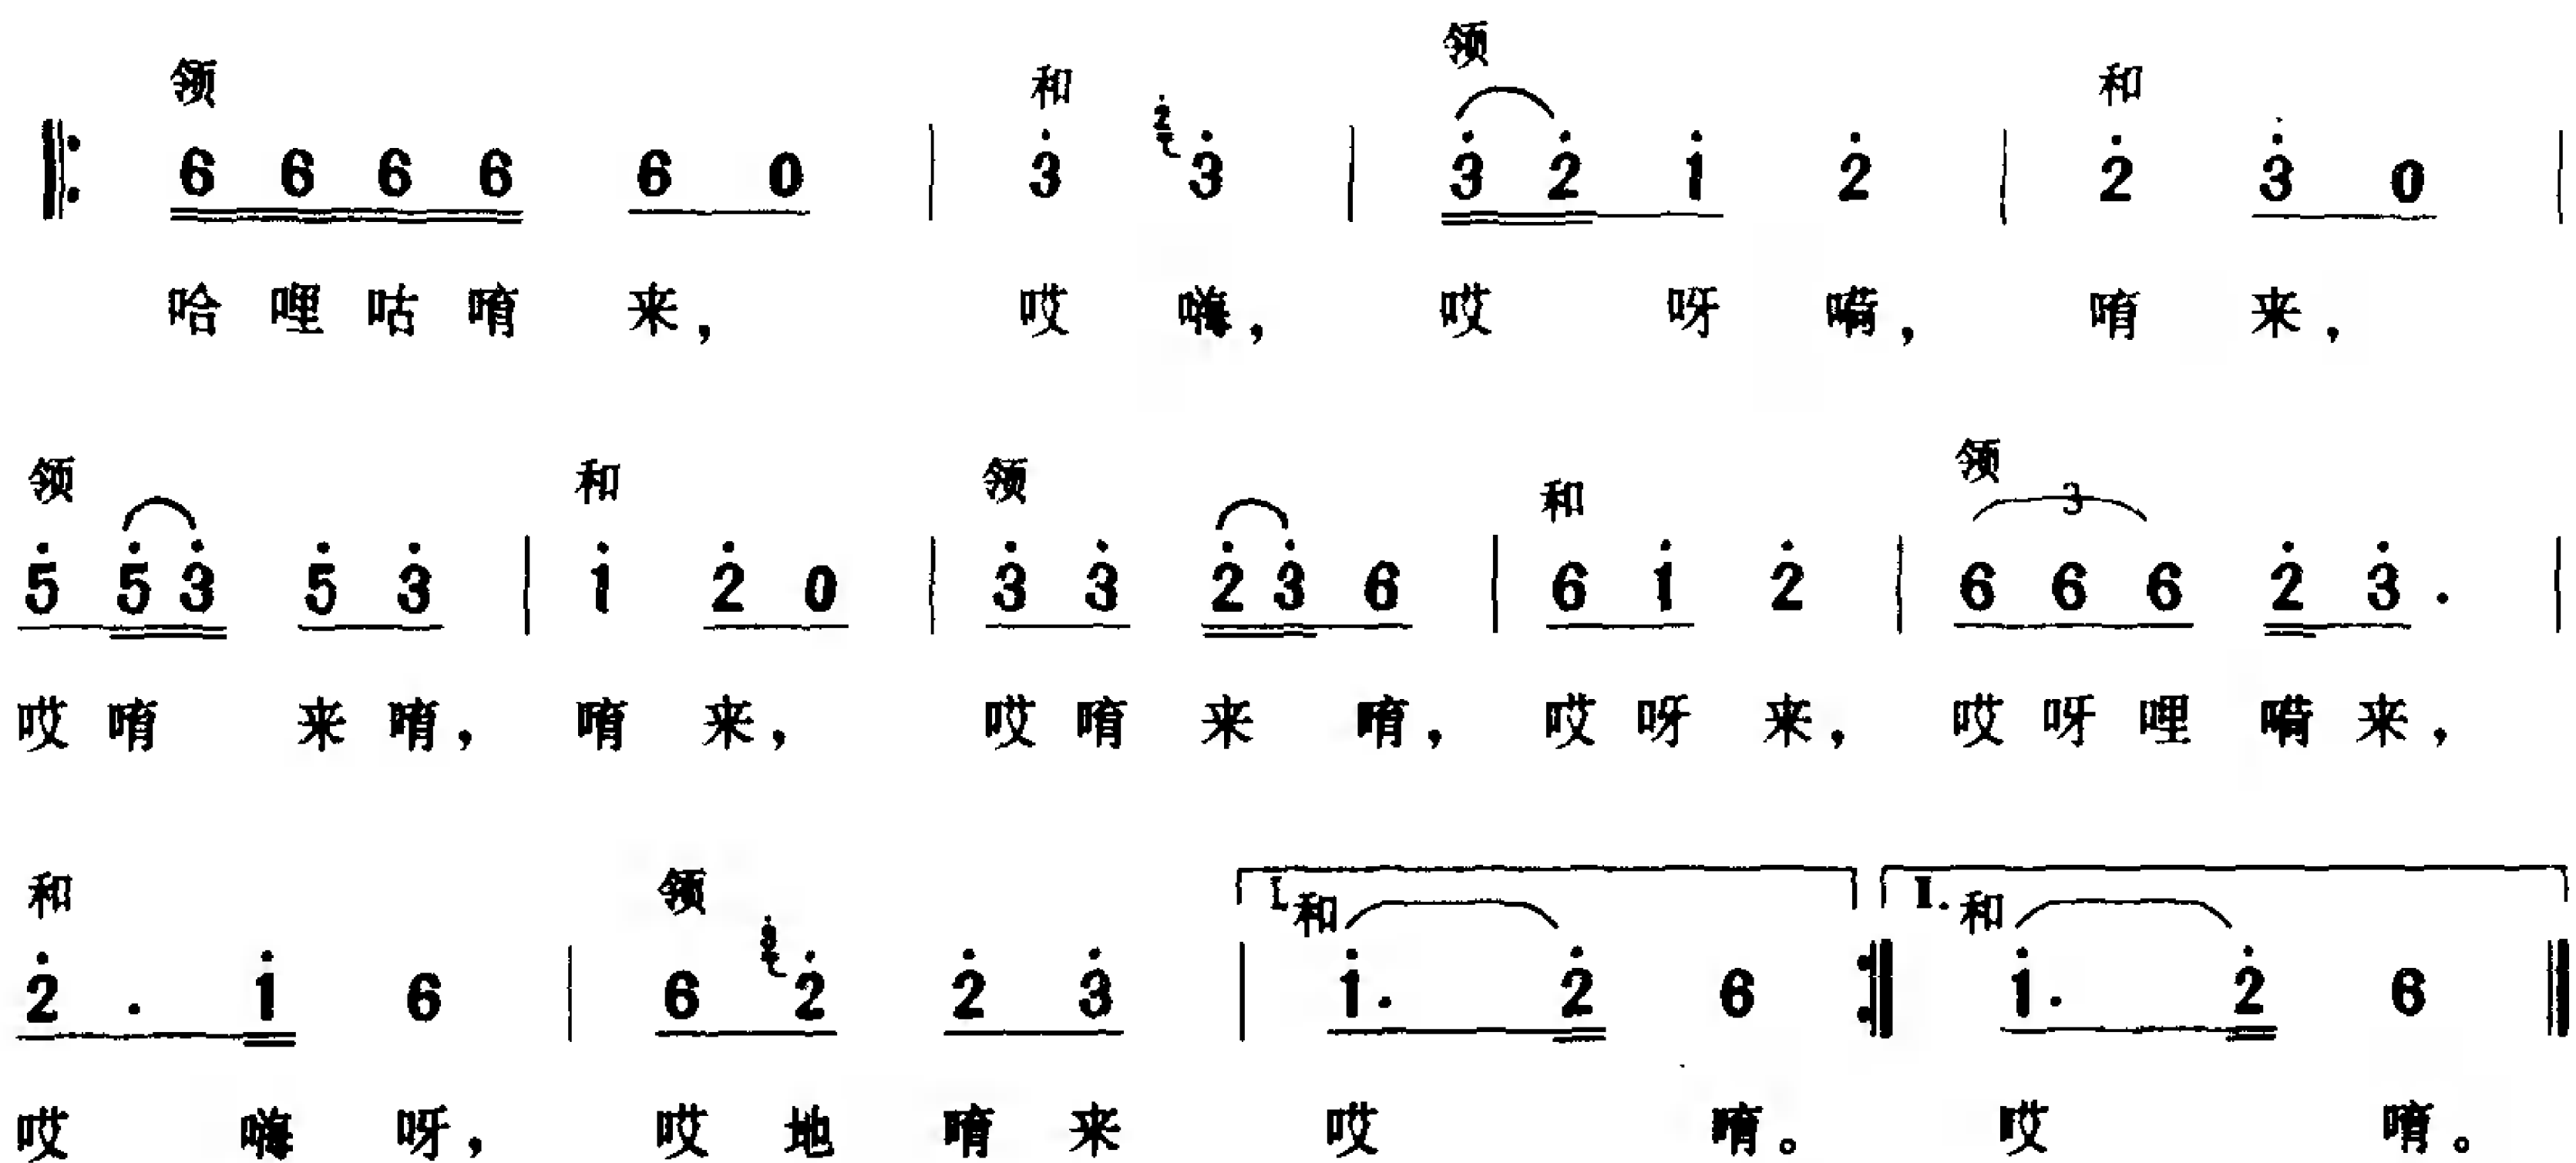 领 和 领 和
6 6 6 6 6 0 | 3 2 3 | 3 2 1 2 | 2 3 0 |
哈 哩 咕 唷 来, 哎 嗨, 哎 呀 嗬, 唷 来,
领 和 领 和 领 3
5 5 3 5 3 | 1 2 0 | 3 3 2 3 6 | 6 1 2 | 6 6 6 2 3 . |
哎 唷 来 唷, 唷 来, 哎 唷 来 唷, 哎 呀 来, 哎 呀 哩 嗬 来,
和 领 I. 和 II. 和
2 . 1 6 | 6 3 2 2 3 | 1 . 2 6 :| 1 . 2 6 ‖
哎 嗨 呀, 哎 地 唷 来 哎 唷。 哎 唷。